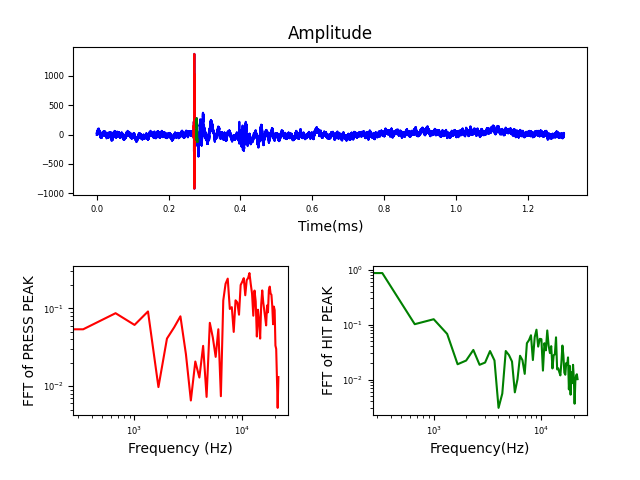 Amplitude
1000
500
0
−500
−1000
0.0 0.2 0.4 0.6 0.8 1.0 1.2
Time(ms)
FFT of PRESS PEAK
10⁻¹
10⁻²
10³ 10⁴
Frequency (Hz)
FFT of HIT PEAK
10⁰
10⁻¹
10⁻²
10³ 10⁴
Frequency(Hz)